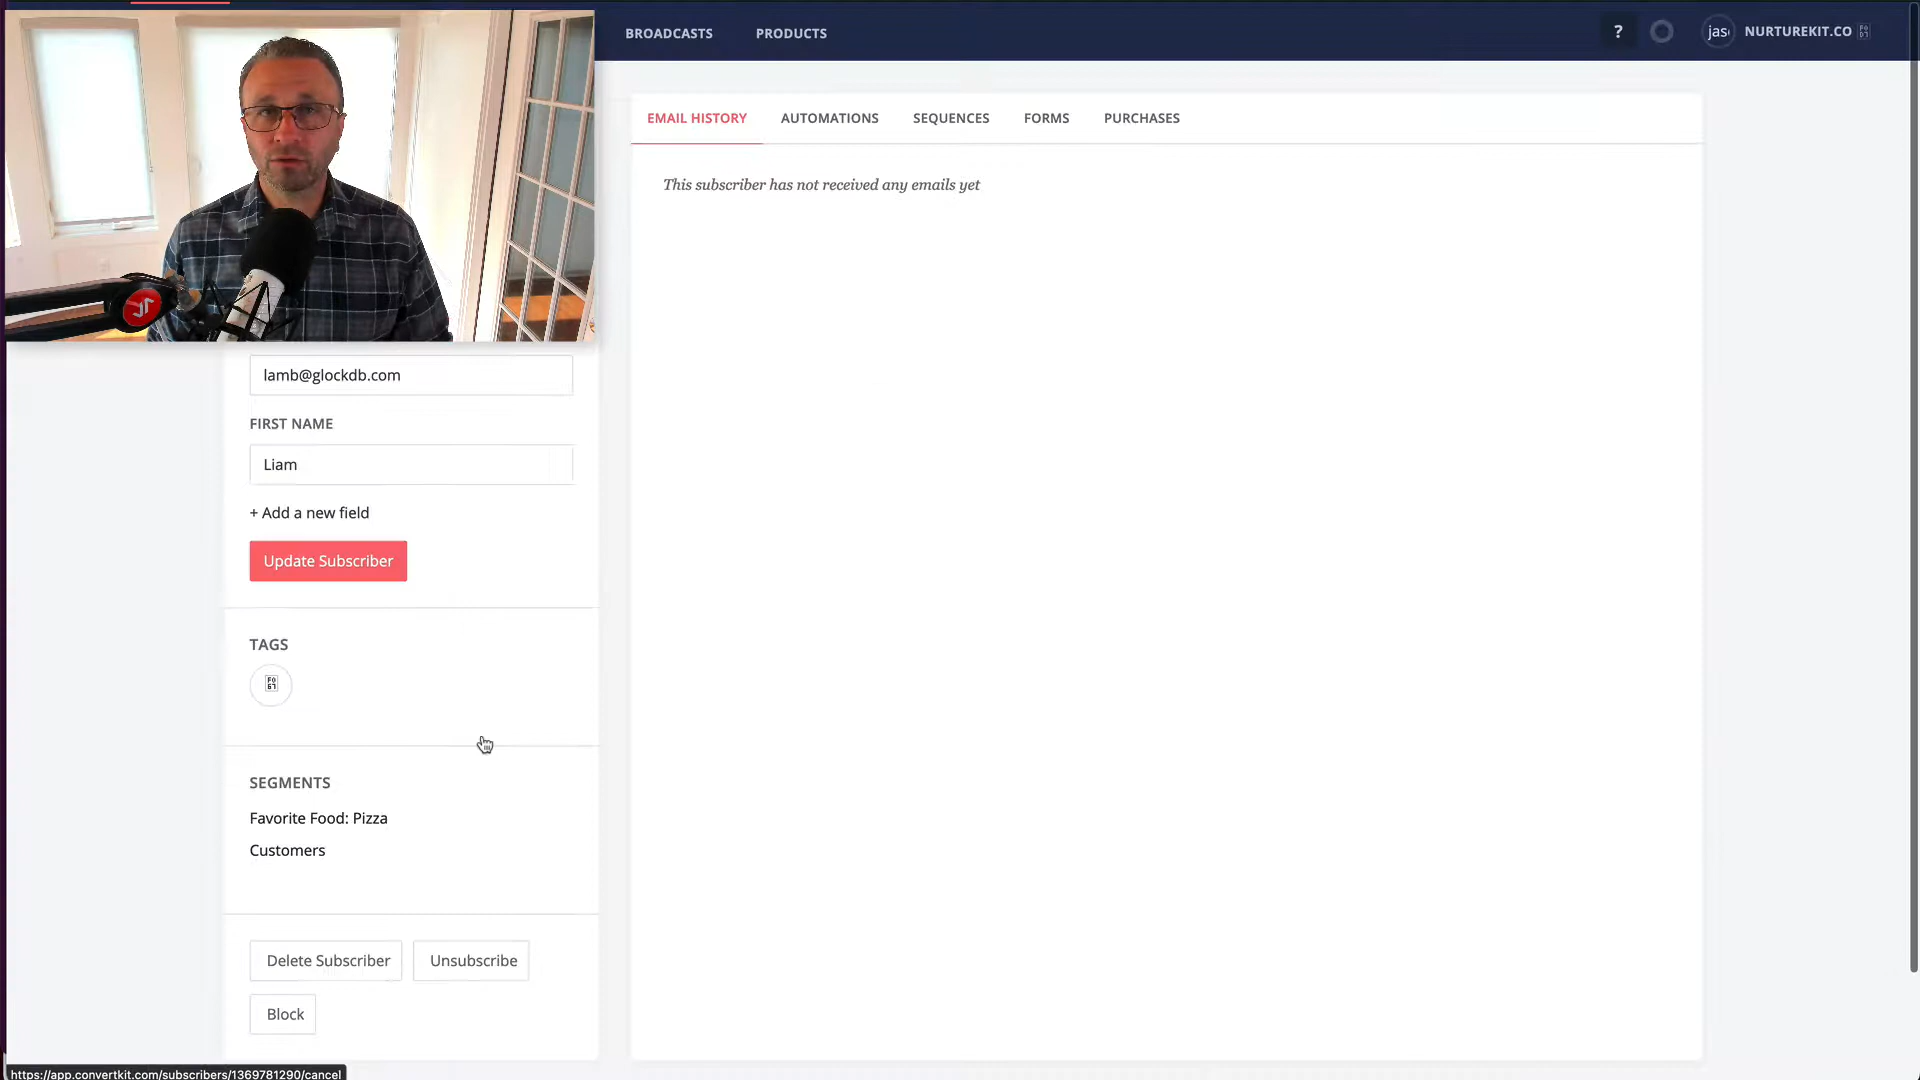 BROADCASTS PRODUCTS ? jas NURTUREKIT.CO
EMAIL HISTORY AUTOMATIONS SEQUENCES FORMS PURCHASES
This subscriber has not received any emails yet
lamb@glockdb.com
FIRST NAME
Liam
+ Add a new field
Update Subscriber
TAGS
SEGMENTS
Favorite Food: Pizza
Customers
Delete Subscriber Unsubscribe
Block
https://app.convertkit.com/subscribers/1369781290/cancel